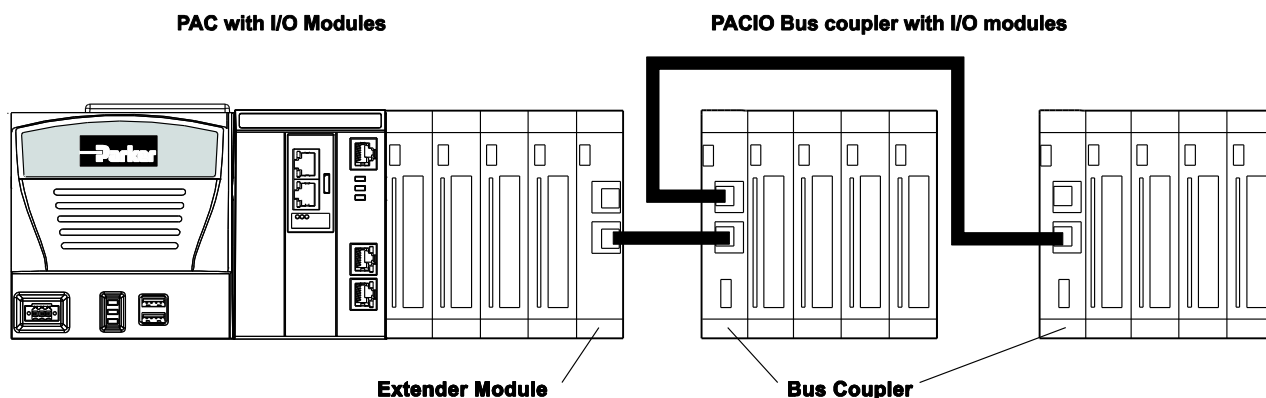 PAC with I/O Modules
PACIO Bus coupler with I/O modules
Parker
Extender Module
Bus Coupler